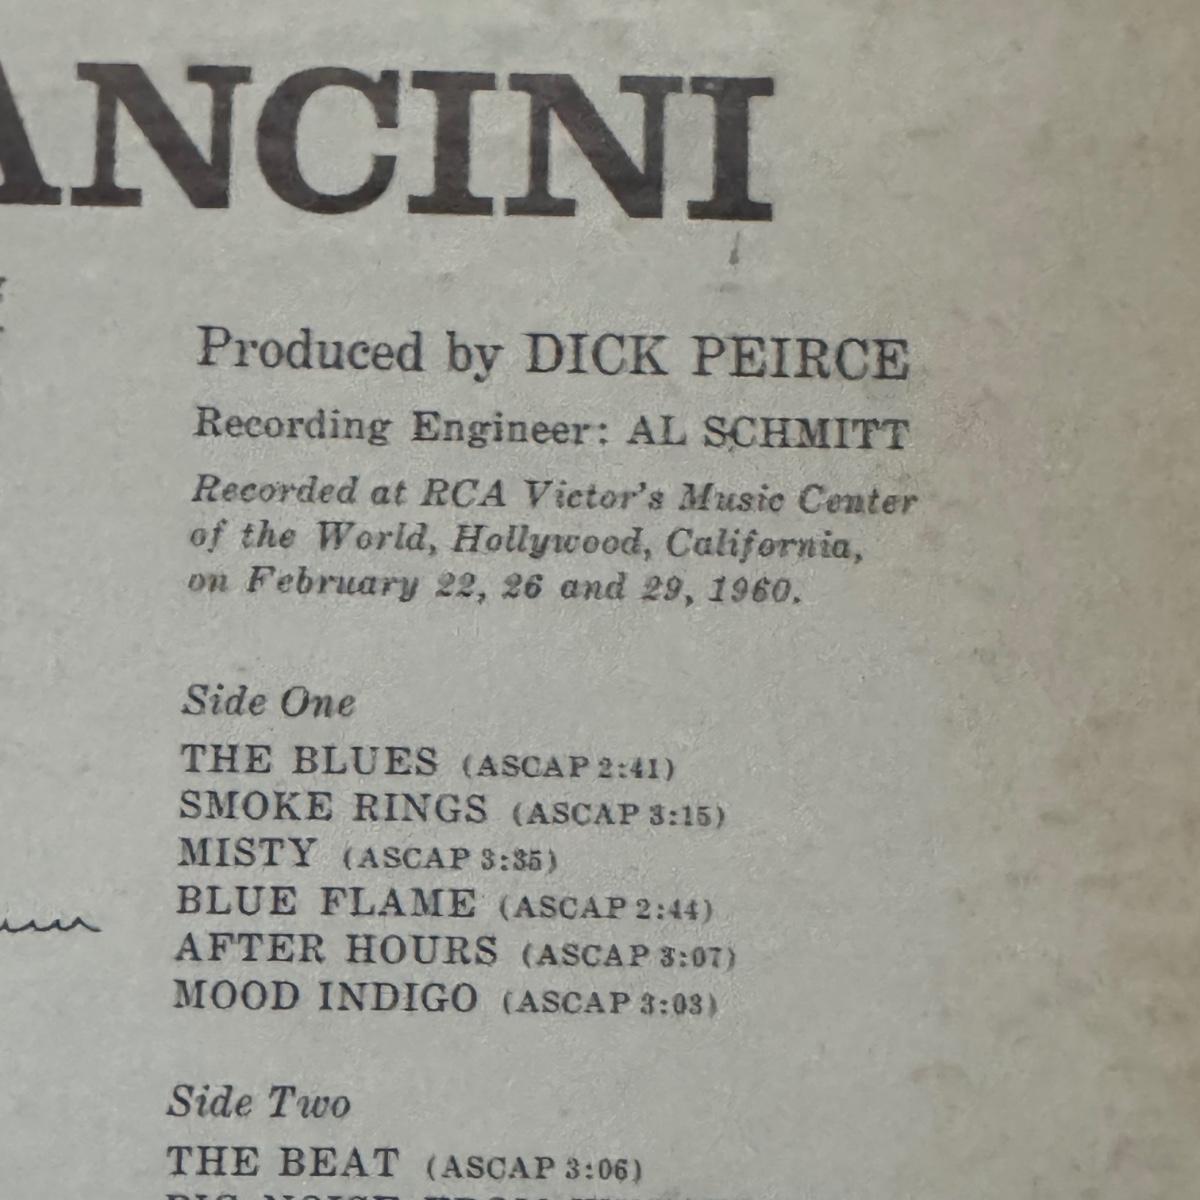 ANCINI
Produced by DICK PEIRCE
Recording Engineer: AL SCHMITT
Recorded at RCA Victor's Music Center
of the World, Hollywood, California,
on February 22, 26 and 29, 1960.
Side One
THE BLUES (ASCAP 2:41)
SMOKE RINGS (ASCAP 3:15)
MISTY (ASCAP 3:35)
BLUE FLAME (ASCAP 2:44)
AFTER HOURS (ASCAP 3:07)
MOOD INDIGO (ASCAP 3:03)
Side Two
THE BEAT (ASCAP 3:06)